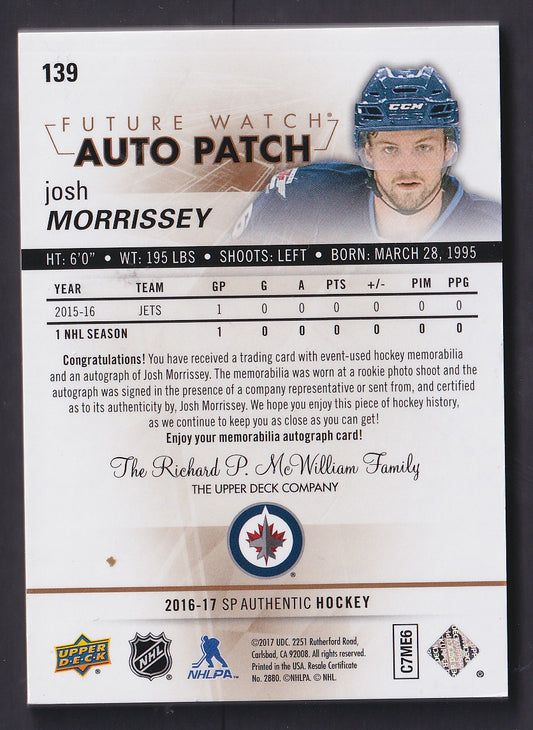 139
FUTURE WATCH®
AUTO PATCH
josh
MORRISSEY
CCM
HT: 6'0" • WT: 195 LBS • SHOOTS: LEFT • BORN: MARCH 28, 1995
YEAR TEAM GP G A PTS +/- PIM PPG
2015-16 JETS 1 0 0 0 0 0 0
1 NHL SEASON 1 0 0 0 0 0 0
Congratulations! You have received a trading card with event-used hockey memorabilia
and an autograph of Josh Morrissey. The memorabilia was worn at a rookie photo shoot and the
autograph was signed in the presence of a company representative or sent from, and certified
as to its authenticity by, Josh Morrissey. We hope you enjoy this piece of hockey history,
as we continue to keep you as close as you can get!
Enjoy your memorabilia autograph card!
The Richard P. McWilliam Family
THE UPPER DECK COMPANY
®
2016-17 SP AUTHENTIC HOCKEY
UPPER DECK
NHL
®
NHLPA™
©2017 UDC. 2251 Rutherford Road,
Carlsbad, CA 92008. All rights reserved.
Printed in the USA. Resale Certificate
No. 2880. ©NHLPA. © NHL.
C7ME6
®